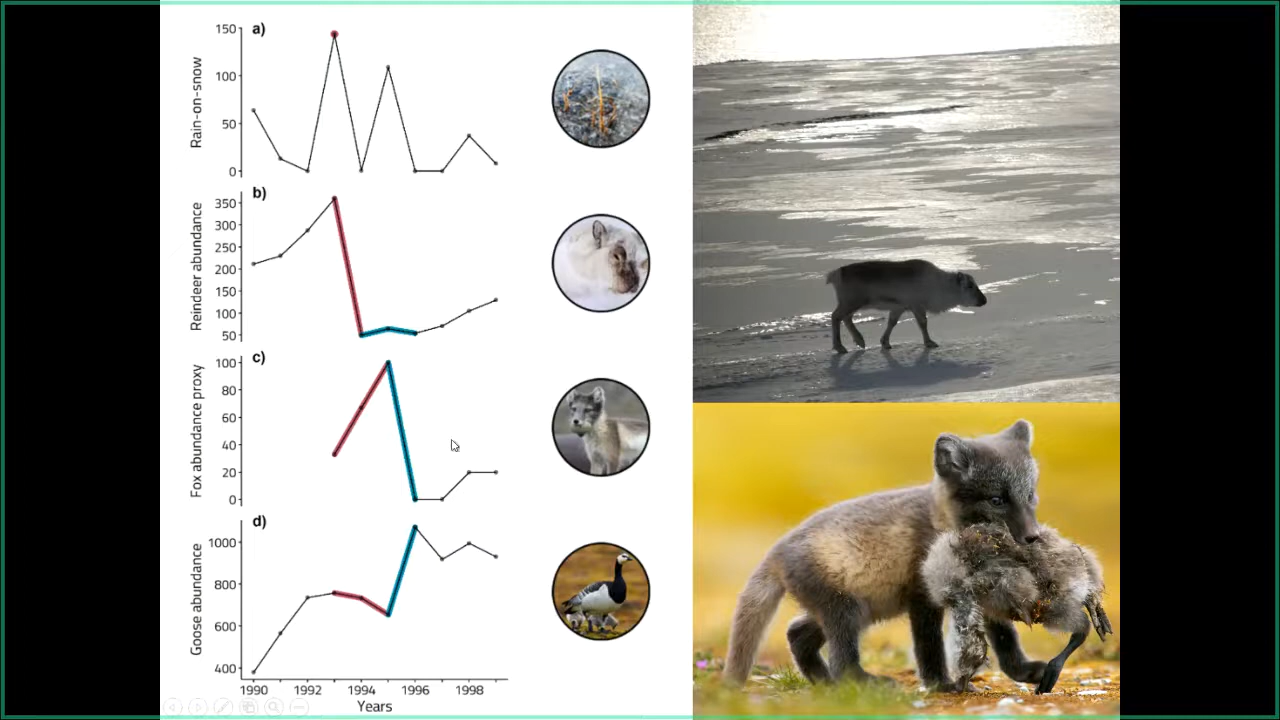 a)
150
100
50
0
Rain-on-snow
b)
350
300
250
200
150
100
50
Reindeer abundance
c)
100
80
60
40
20
0
Fox abundance proxy
d)
1000
800
600
400
Goose abundance
1990 1992 1994 1996 1998
Years